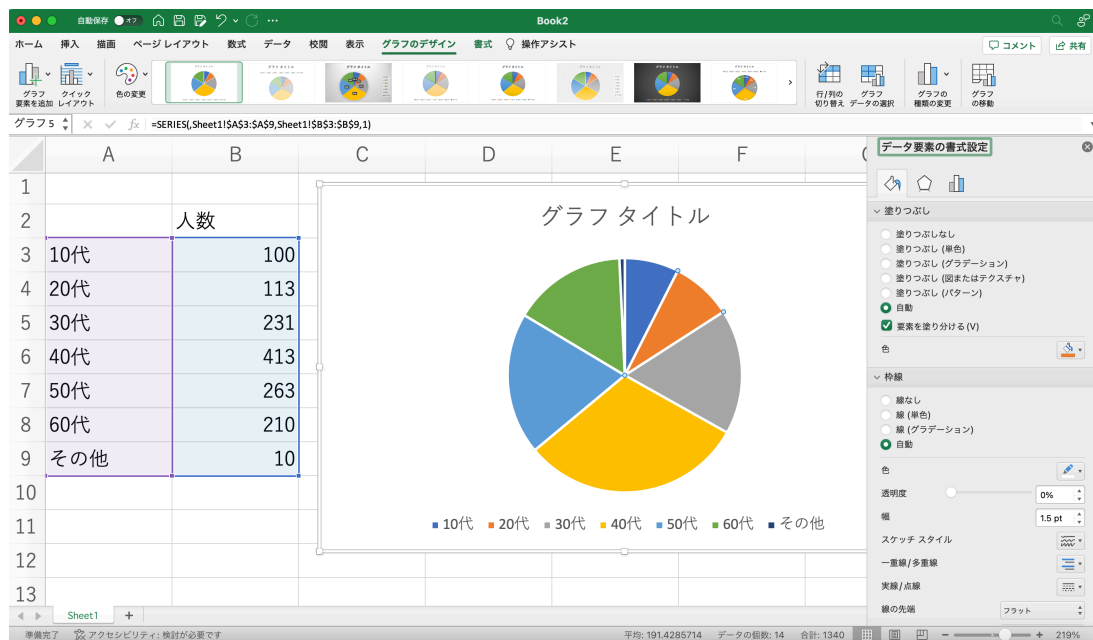 自動保存 オフ Book2
ホーム 挿入 描画 ページ レイアウト 数式 データ 校閲 表示 グラフのデザイン 書式 操作アシスト コメント 共有
グラフ 要素を追加
クイック レイアウト
色の変更
行/列の 切り替え
グラフ データの選択
グラフの 種類の変更
グラフ の移動
グラフ 5 fx =SERIES(,Sheet1!$A$3:$A$9,Sheet1!$B$3:$B$9,1)
A B C D E F
1
2 人数
3 10代 100
4 20代 113
5 30代 231
6 40代 413
7 50代 263
8 60代 210
9 その他 10
10
11
12
13
グラフ タイトル
10代 20代 30代 40代 50代 60代 その他
データ要素の書式設定
塗りつぶし
塗りつぶしなし
塗りつぶし (単色)
塗りつぶし (グラデーション)
塗りつぶし (図またはテクスチャ)
塗りつぶし (パターン)
自動
要素を塗り分ける (V)
色
枠線
線なし
線 (単色)
線 (グラデーション)
自動
色
透明度 0%
幅 1.5 pt
スケッチ スタイル
一重線/多重線
実線/点線
線の先端 フラット
Sheet1 +
準備完了 アクセシビリティ: 検討が必要です 平均: 191.4285714 データの個数: 14 合計: 1340 219%